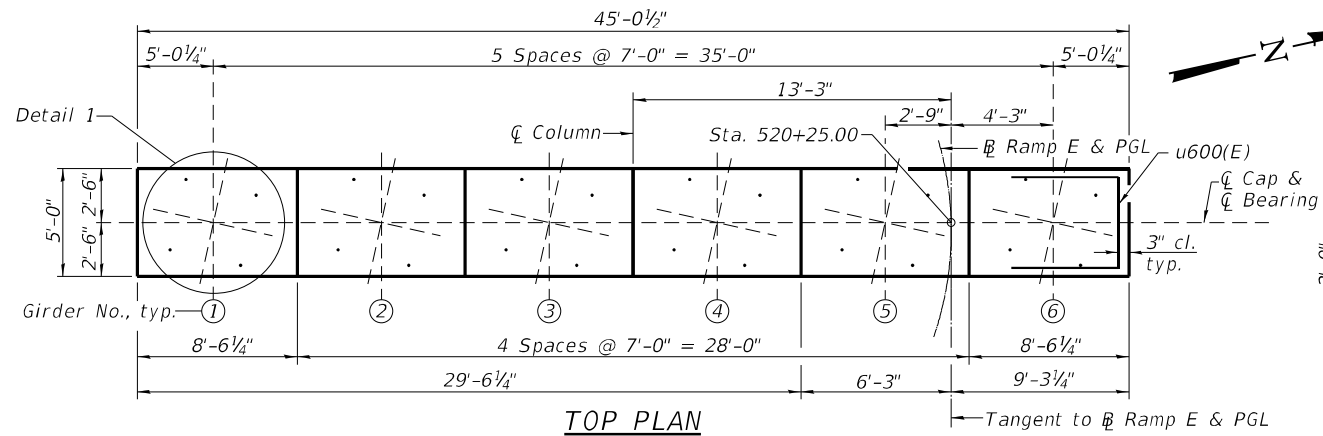 45'-0½"
5'-0¼"
5 Spaces @ 7'-0" = 35'-0"
5'-0¼"
N
13'-3"
2'-9"
4'-3"
Detail 1
℄ Column
Sta. 520+25.00
B̲L Ramp E & PGL
u600(E)
℄ Cap &
℄ Bearing
5'-0"
2'-6"
2'-6"
3" cl.
typ.
Girder No., typ.
1
2
3
4
5
6
8'-6¼"
4 Spaces @ 7'-0" = 28'-0"
8'-6¼"
29'-6¼"
6'-3"
9'-3¼"
TOP PLAN
Tangent to B̲L Ramp E & PGL